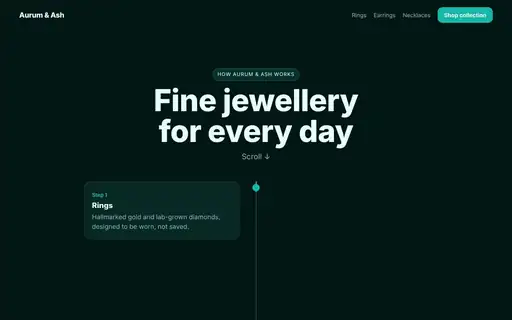 Aurum & Ash
Rings Earrings Necklaces Shop collection
HOW AURUM & ASH WORKS
Fine jewellery
for every day
Scroll ↓
Step 1
Rings
Hallmarked gold and lab-grown diamonds,
designed to be worn, not saved.